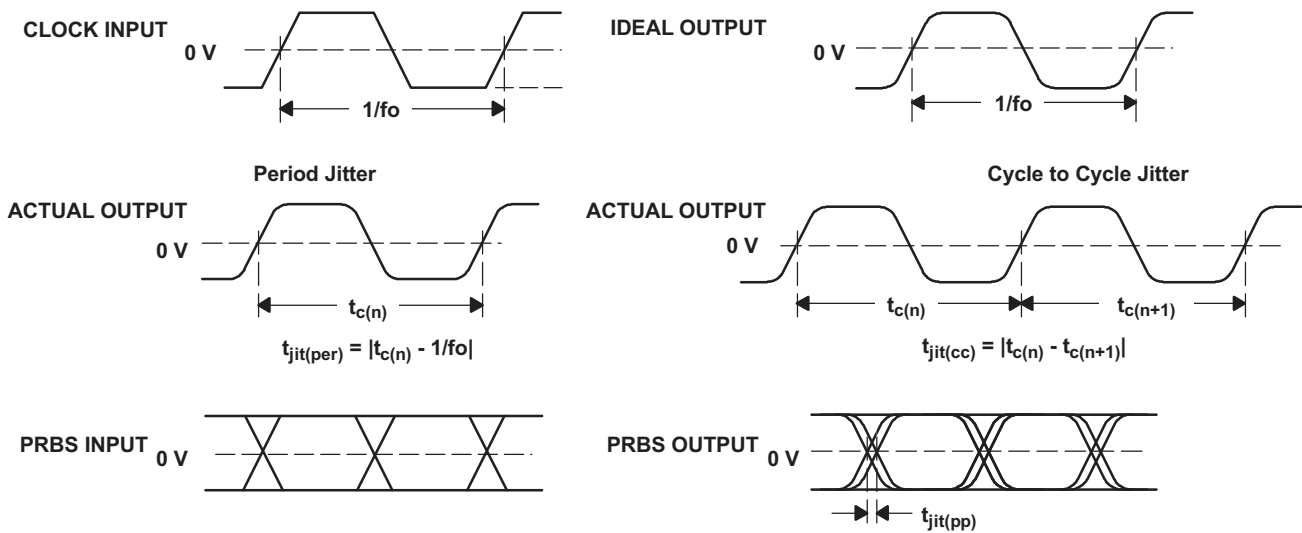 CLOCK INPUT
0 V
1/fo
IDEAL OUTPUT
0 V
1/fo
Period Jitter
ACTUAL OUTPUT
0 V
tc(n)
tjit(per) = |tc(n) - 1/fo|
Cycle to Cycle Jitter
ACTUAL OUTPUT
0 V
tc(n)
tc(n+1)
tjit(cc) = |tc(n) - tc(n+1)|
PRBS INPUT
0 V
PRBS OUTPUT
0 V
tjit(pp)